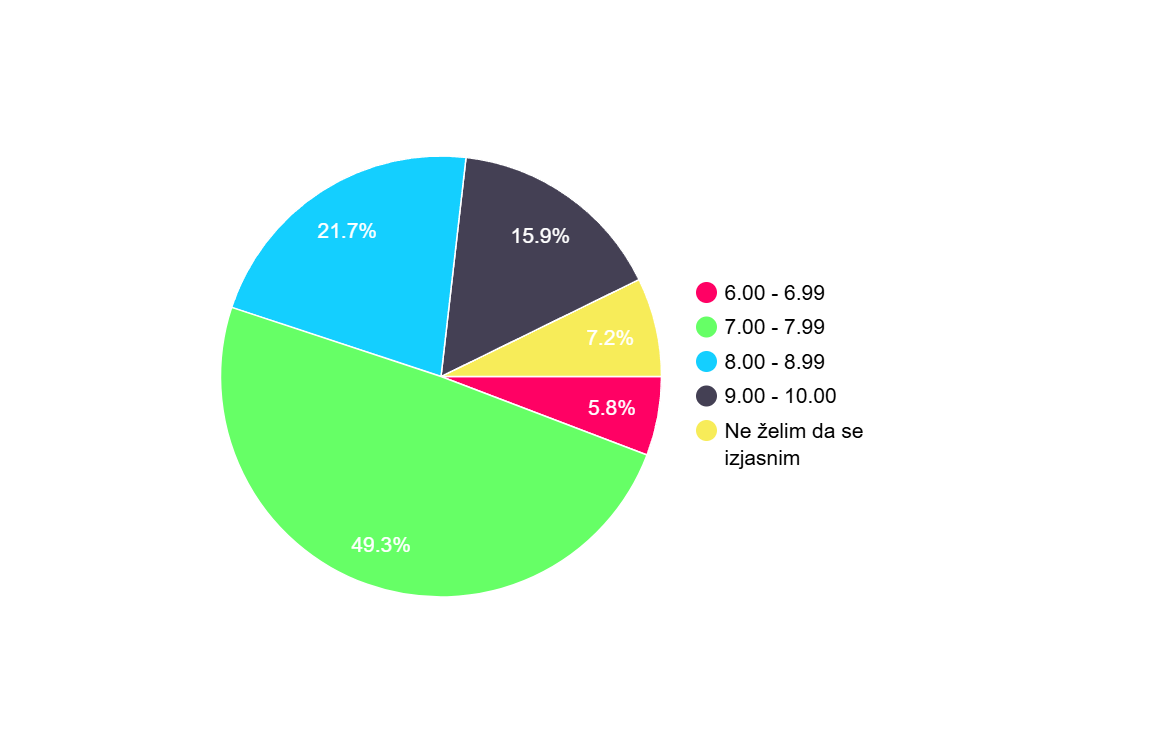 21.7%
15.9%
7.2%
5.8%
49.3%
6.00 - 6.99
7.00 - 7.99
8.00 - 8.99
9.00 - 10.00
Ne želim da se
izjasnim